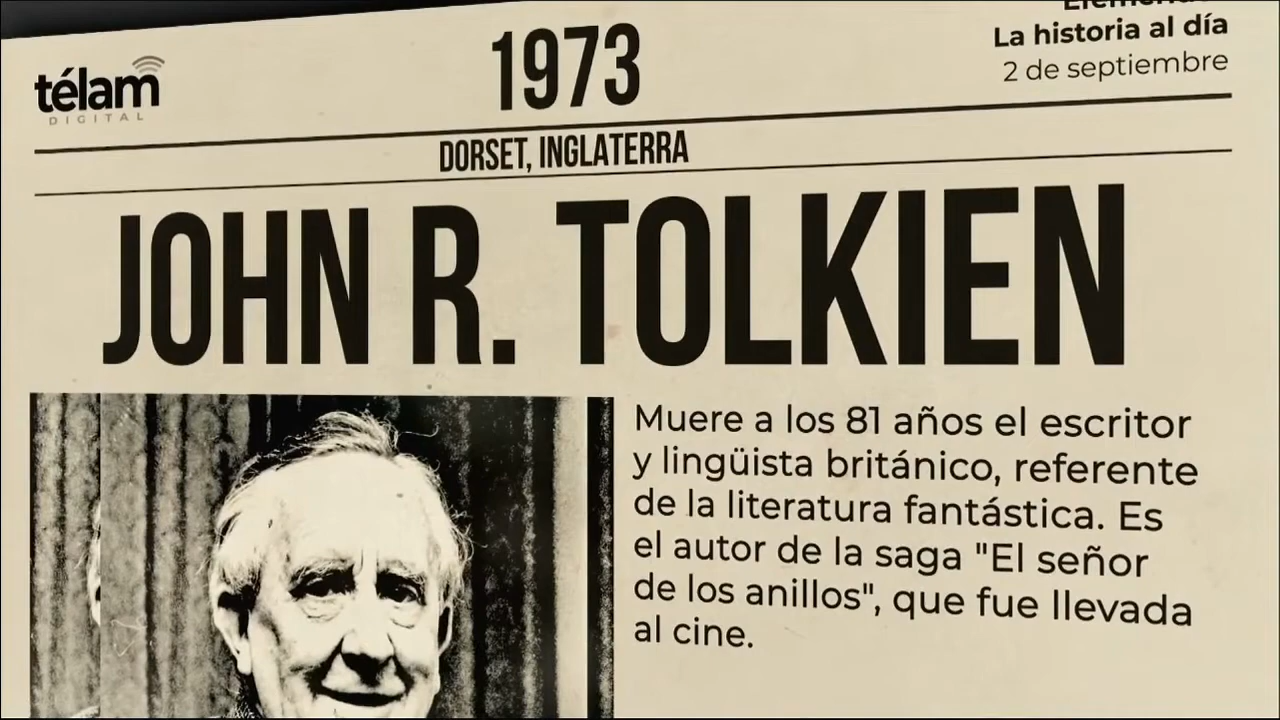 télam
DIGITAL
1973
La historia al día
2 de septiembre
DORSET, INGLATERRA
JOHN R. TOLKIEN
Muere a los 81 años el escritor
y lingüista británico, referente
de la literatura fantástica. Es
el autor de la saga "El señor
de los anillos", que fue llevada
al cine.